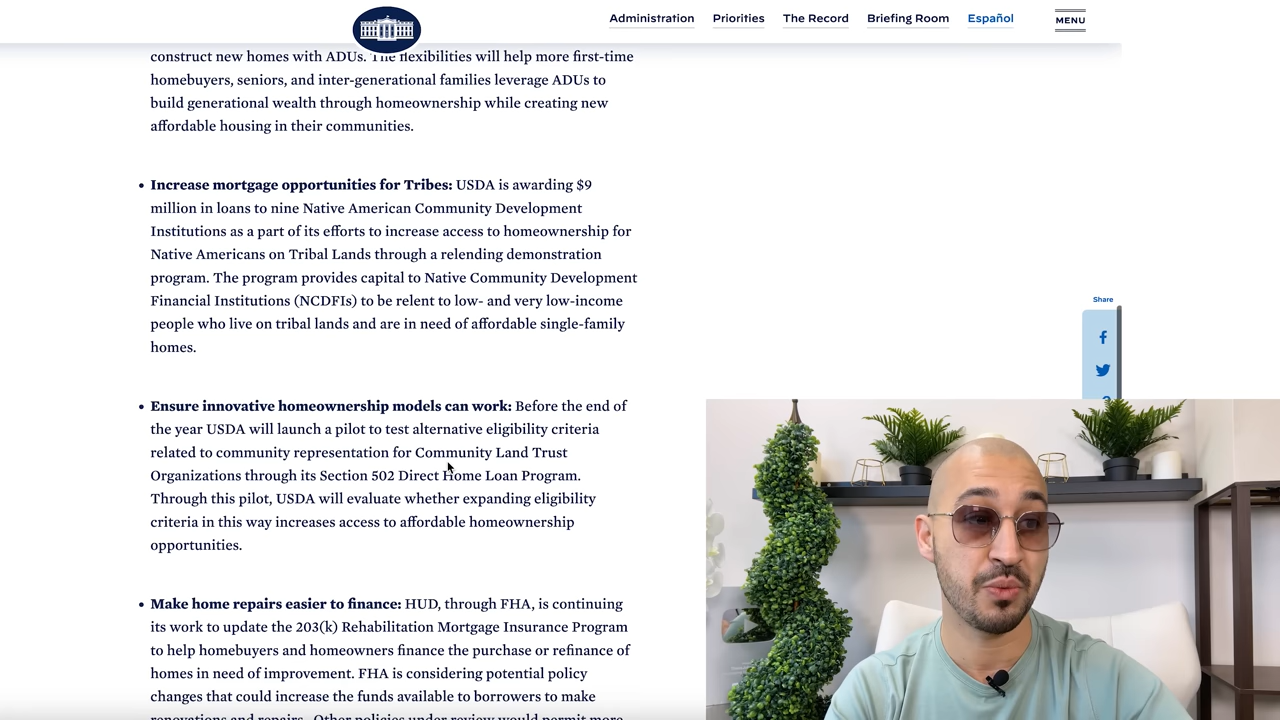 Administration
Priorities
The Record
Briefing Room
Español
MENU
construct new homes with ADUs. The flexibilities will help more first-time
homebuyers, seniors, and inter-generational families leverage ADUs to
build generational wealth through homeownership while creating new
affordable housing in their communities.
• Increase mortgage opportunities for Tribes: USDA is awarding $9
million in loans to nine Native American Community Development
Institutions as a part of its efforts to increase access to homeownership for
Native Americans on Tribal Lands through a relending demonstration
program. The program provides capital to Native Community Development
Financial Institutions (NCDFIs) to be relent to low- and very low-income
people who live on tribal lands and are in need of affordable single-family
homes.
Share
• Ensure innovative homeownership models can work: Before the end of
the year USDA will launch a pilot to test alternative eligibility criteria
related to community representation for Community Land Trust
Organizations through its Section 502 Direct Home Loan Program.
Through this pilot, USDA will evaluate whether expanding eligibility
criteria in this way increases access to affordable homeownership
opportunities.
• Make home repairs easier to finance: HUD, through FHA, is continuing
its work to update the 203(k) Rehabilitation Mortgage Insurance Program
to help homebuyers and homeowners finance the purchase or refinance of
homes in need of improvement. FHA is considering potential policy
changes that could increase the funds available to borrowers to make
renovations and repairs. Other policies under review would permit more